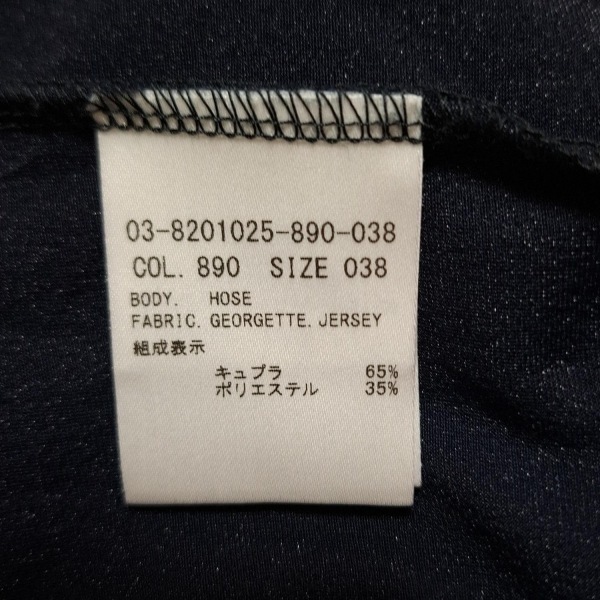 03-8201025-890-038
COL. 890 SIZE 038
BODY. HOSE
FABRIC. GEORGETTE. JERSEY
組成表示
キュプラ 65%
ポリエステル 35%